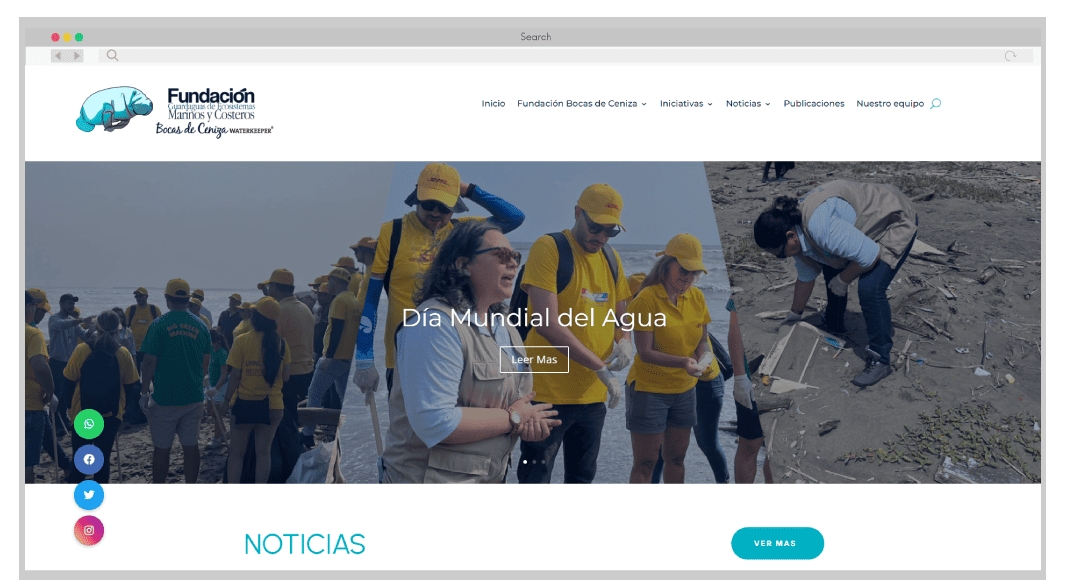 Search
Fundación
Guardaguas de Ecosistemas
Marinos y Costeros
Bocas de Ceniza WATERKEEPER®
Inicio Fundación Bocas de Ceniza Iniciativas Noticias Publicaciones Nuestro equipo
Día Mundial del Agua
Leer Mas
NOTICIAS
VER MAS